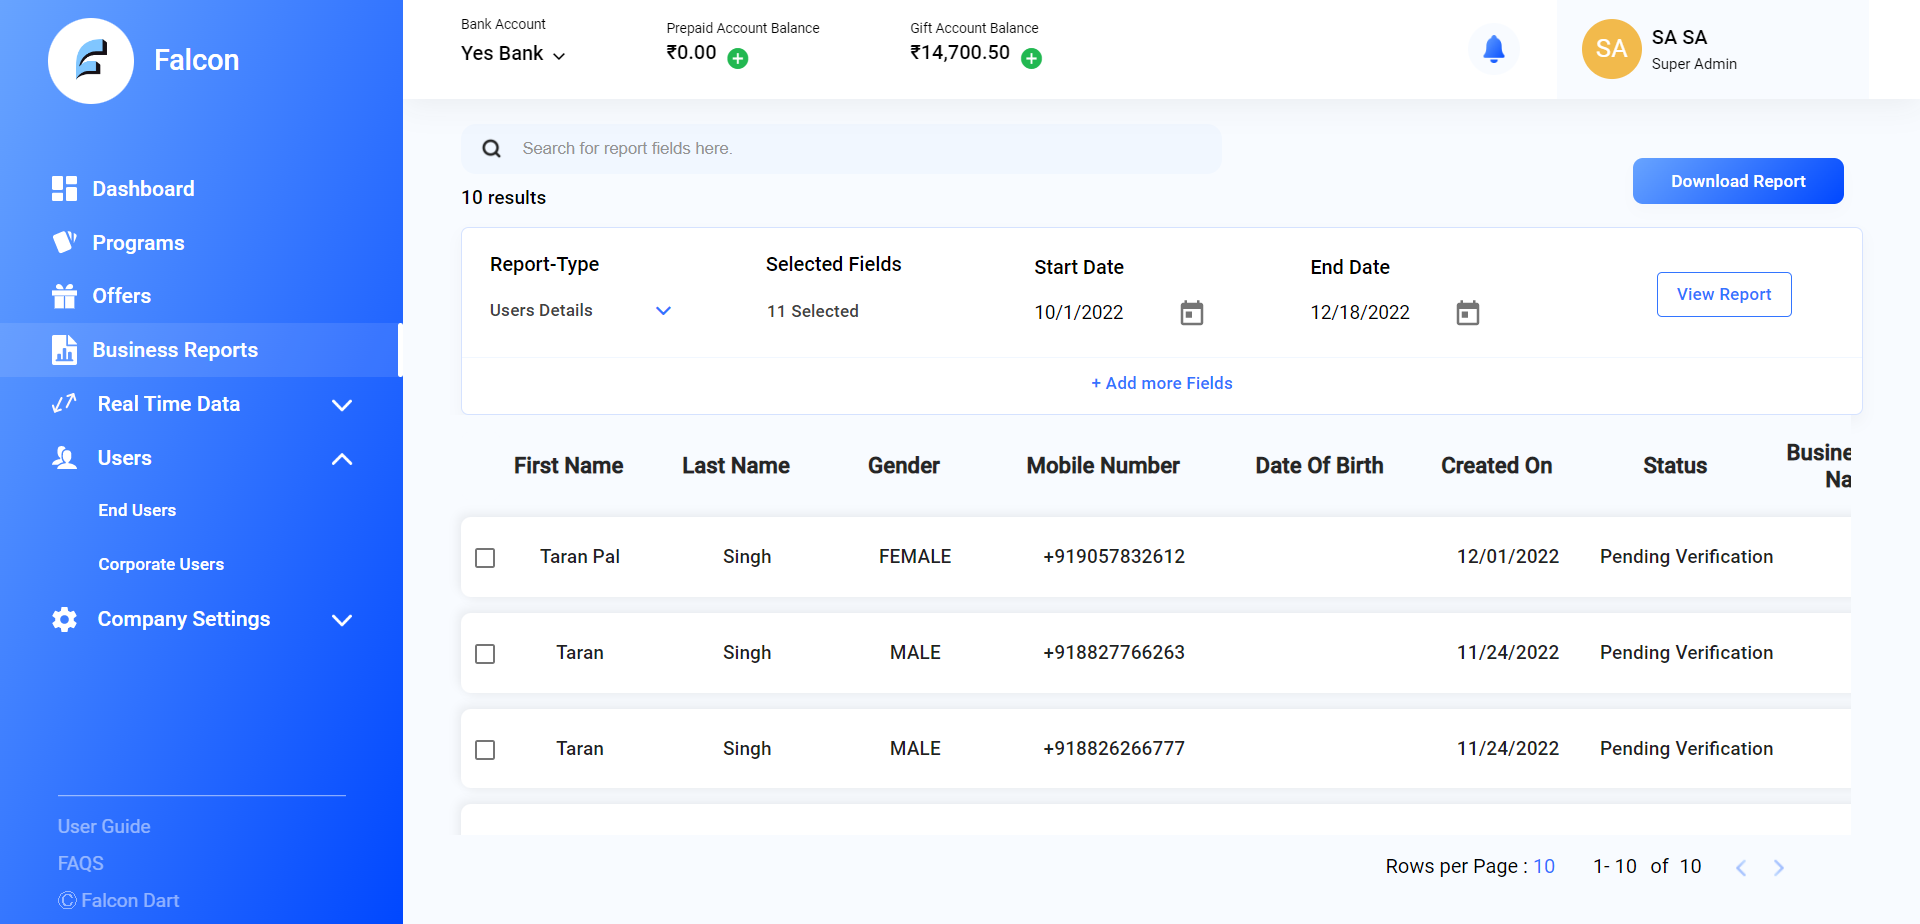 Falcon
Bank Account
Yes Bank
Prepaid Account Balance
₹0.00
Gift Account Balance
₹14,700.50
SA
SA SA
Super Admin
Dashboard
Programs
Offers
Business Reports
Real Time Data
Users
End Users
Corporate Users
Company Settings
User Guide
FAQS
© Falcon Dart
Search for report fields here.
10 results
Download Report
Report-Type
Users Details
Selected Fields
11 Selected
Start Date
10/1/2022
End Date
12/18/2022
View Report
+ Add more Fields
First Name Last Name Gender Mobile Number Date Of Birth Created On Status Busine
Na
Taran Pal Singh FEMALE +919057832612 12/01/2022 Pending Verification
Taran Singh MALE +918827766263 11/24/2022 Pending Verification
Taran Singh MALE +918826266777 11/24/2022 Pending Verification
Rows per Page : 10 1- 10 of 10